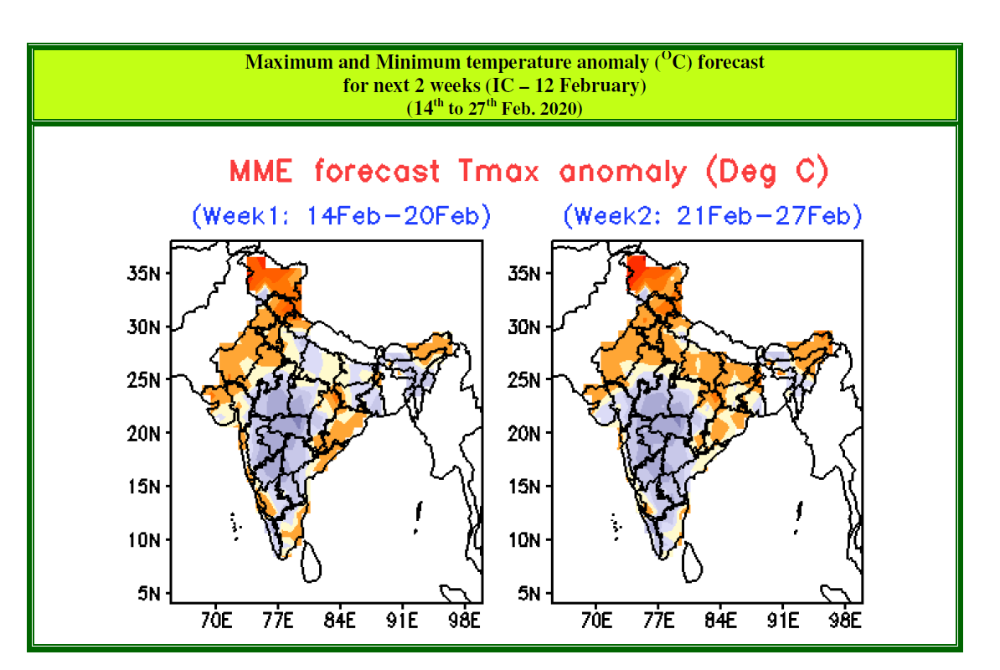 Maximum and Minimum temperature anomaly (ᴼC) forecast
for next 2 weeks (IC – 12 February)
(14th to 27th Feb. 2020)
MME forecast Tmax anomaly (Deg C)
(Week1: 14Feb−20Feb)
35N
30N
25N
20N
15N
10N
5N
70E 77E 84E 91E 98E
(Week2: 21Feb−27Feb)
35N
30N
25N
20N
15N
10N
5N
70E 77E 84E 91E 98E